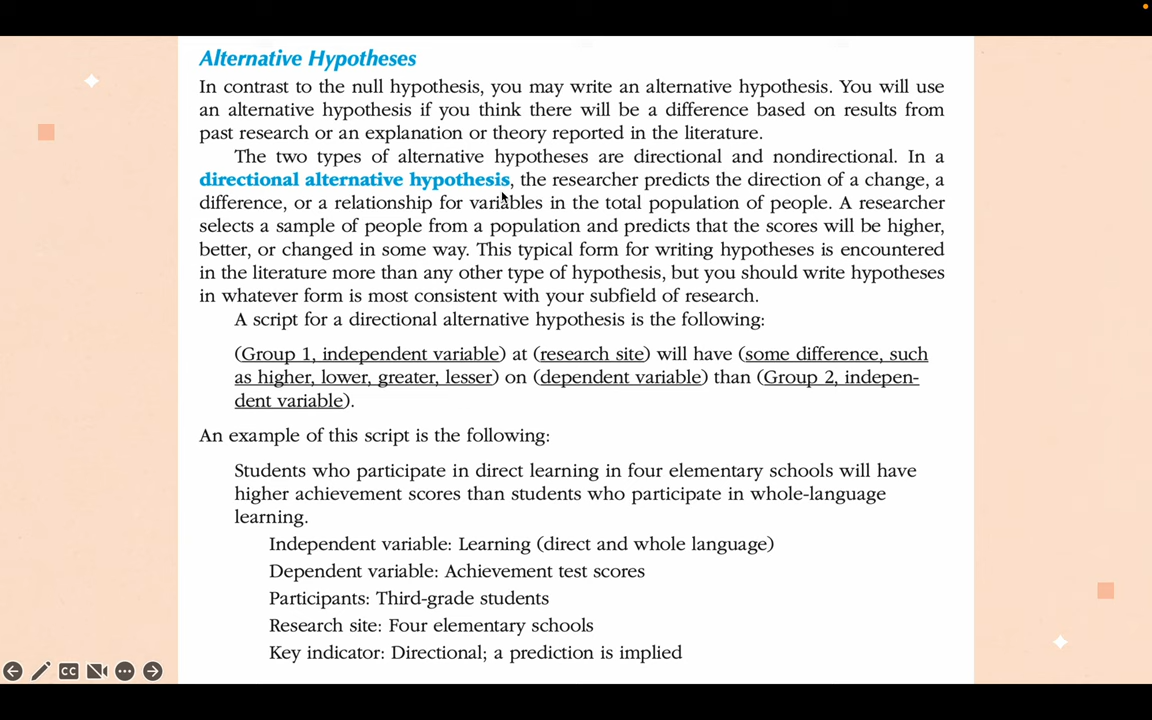 Alternative Hypotheses
In contrast to the null hypothesis, you may write an alternative hypothesis. You will use
an alternative hypothesis if you think there will be a difference based on results from
past research or an explanation or theory reported in the literature.
The two types of alternative hypotheses are directional and nondirectional. In a
directional alternative hypothesis, the researcher predicts the direction of a change, a
difference, or a relationship for variables in the total population of people. A researcher
selects a sample of people from a population and predicts that the scores will be higher,
better, or changed in some way. This typical form for writing hypotheses is encountered
in the literature more than any other type of hypothesis, but you should write hypotheses
in whatever form is most consistent with your subfield of research.
A script for a directional alternative hypothesis is the following:
(Group 1, independent variable) at (research site) will have (some difference, such
as higher, lower, greater, lesser) on (dependent variable) than (Group 2, indepen-
dent variable).
An example of this script is the following:
Students who participate in direct learning in four elementary schools will have
higher achievement scores than students who participate in whole-language
learning.
Independent variable: Learning (direct and whole language)
Dependent variable: Achievement test scores
Participants: Third-grade students
Research site: Four elementary schools
Key indicator: Directional; a prediction is implied
CC